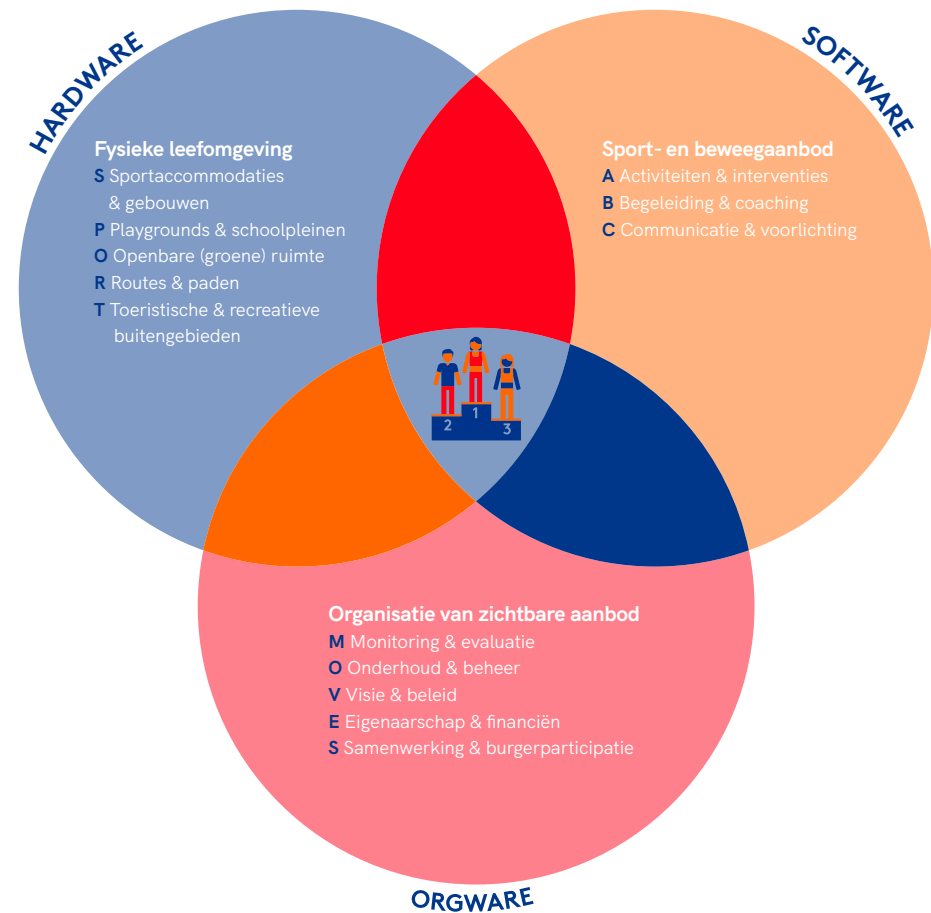 HARDWARE
SOFTWARE
Fysieke leefomgeving
S Sportaccommodaties
& gebouwen
P Playgrounds & schoolpleinen
O Openbare (groene) ruimte
R Routes & paden
T Toeristische & recreatieve
buitengebieden
Sport- en beweegaanbod
A Activiteiten & interventies
B Begeleiding & coaching
C Communicatie & voorlichting
2 1 3
Organisatie van zichtbare aanbod
M Monitoring & evaluatie
O Onderhoud & beheer
V Visie & beleid
E Eigenaarschap & financiën
S Samenwerking & burgerparticipatie
ORGWARE